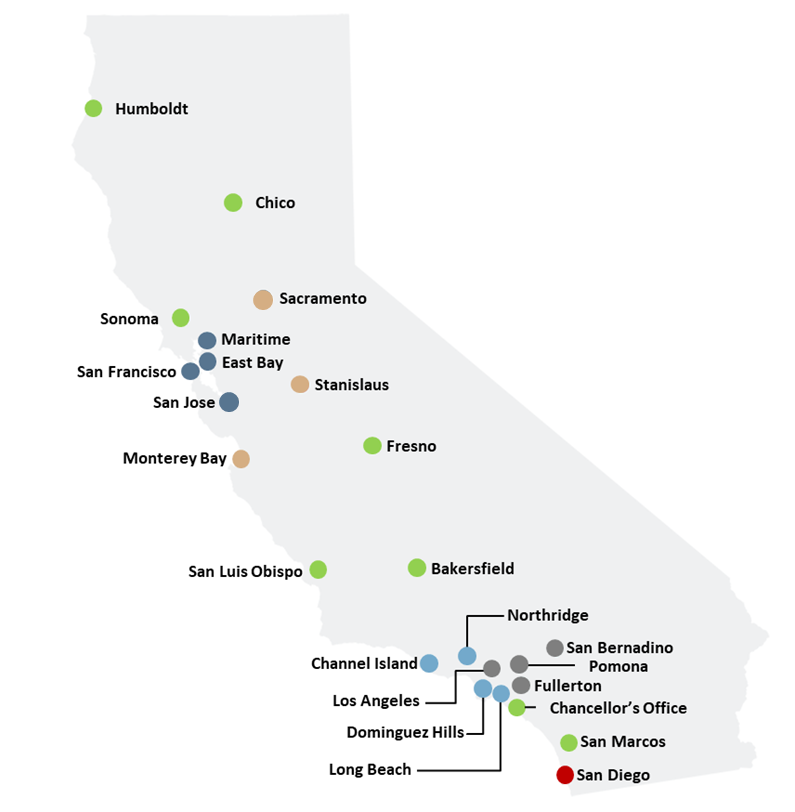 Humboldt
Chico
Sacramento
Sonoma
Maritime
East Bay
San Francisco
Stanislaus
San Jose
Fresno
Monterey Bay
Bakersfield
San Luis Obispo
Northridge
San Bernadino
Channel Island
Pomona
Fullerton
Los Angeles
Chancellor's Office
Dominguez Hills
San Marcos
Long Beach
San Diego